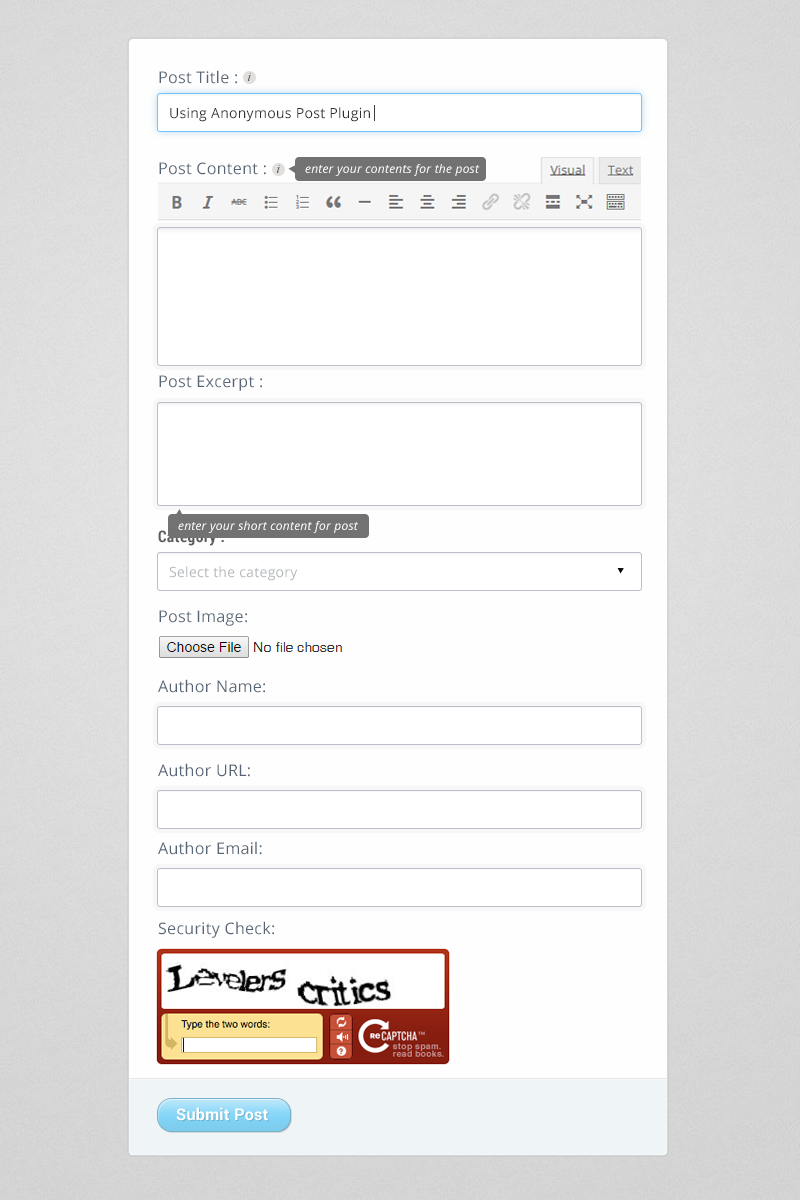 Post Title : i
Using Anonymous Post Plugin
Post Content : i enter your contents for the post Visual Text
B I ABC
Post Excerpt :
enter your short content for post
Category :
Select the category
Post Image:
Choose File No file chosen
Author Name:
Author URL:
Author Email:
Security Check:
Levelers critics
Type the two words:
? reCAPTCHA™
stop spam.
read books.
Submit Post